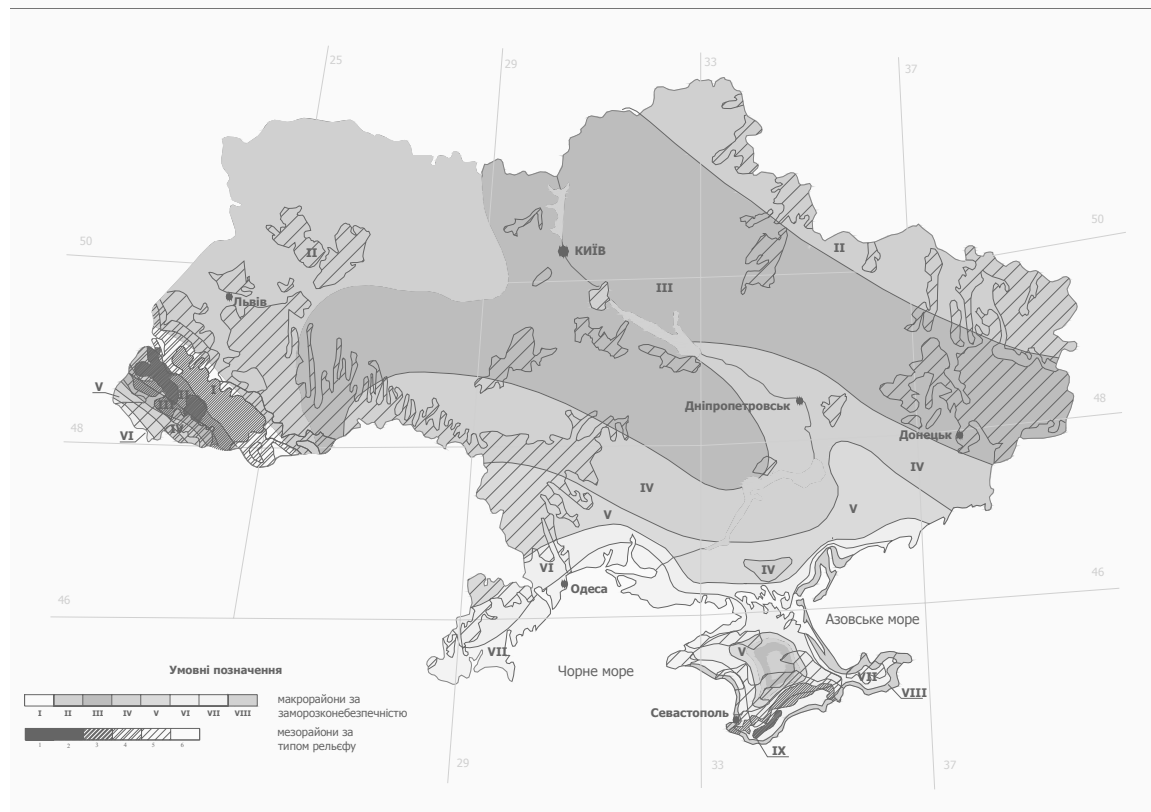 25
29
33
37
50
50
II
КИЇВ
II
III
Львів
V
I
II
III
Дніпропетровськ
48
VI
IV
48
Донецьк
IV
IV
V
V
VI
IV
Одеса
46
46
Азовське море
VII
V
Чорне море
VII
VIII
Умовні позначення
I II III IV V VI VII VIII
макрорайони за
заморозконебезпечністю
Севастополь
1 2 3 4 5 6
мезорайони за
типом рельєфу
IX
29
33
37